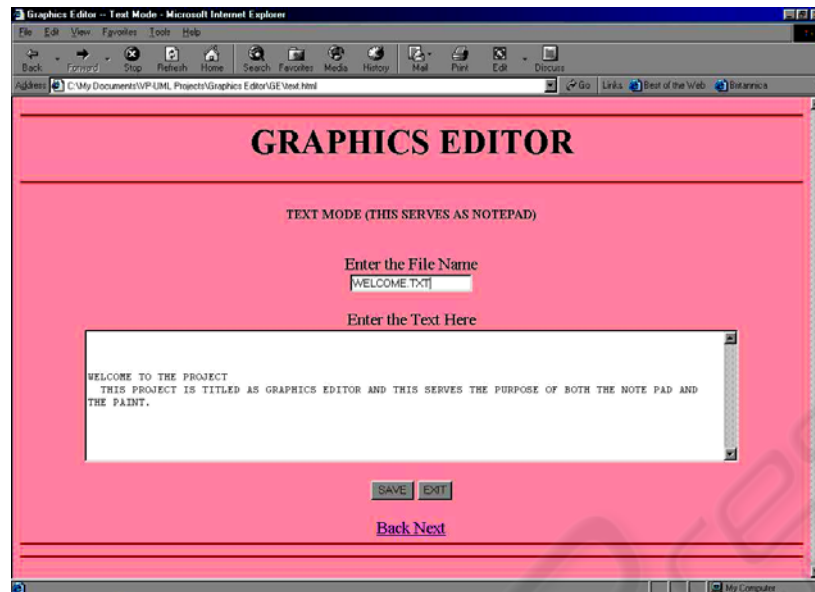 Graphics Editor -- Text Mode - Microsoft Internet Explorer
File Edit View Favorites Tools Help
Back Forward Stop Refresh Home Search Favorites Media History Mail Print Edit Discuss
Address C:\My Documents\VP-UML Projects\Graphics Editor\GE\text.html Go Links Best of the Web Britannica
GRAPHICS EDITOR
TEXT MODE (THIS SERVES AS NOTEPAD)
Enter the File Name
WELCOME.TXT
Enter the Text Here
WELCOME TO THE PROJECT
THIS PROJECT IS TITLED AS GRAPHICS EDITOR AND THIS SERVES THE PURPOSE OF BOTH THE NOTE PAD AND
THE PAINT.
SAVE EXIT
Back Next
My Computer